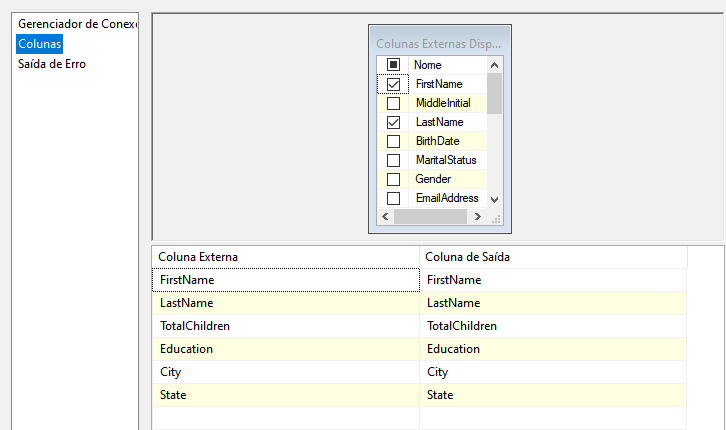 Gerenciador de Conexõ
Colunas
Saída de Erro
Colunas Externas Disp...
Nome
FirstName
MiddleInitial
LastName
BirthDate
MaritalStatus
Gender
EmailAddress
Coluna Externa Coluna de Saída
FirstName FirstName
LastName LastName
TotalChildren TotalChildren
Education Education
City City
State State